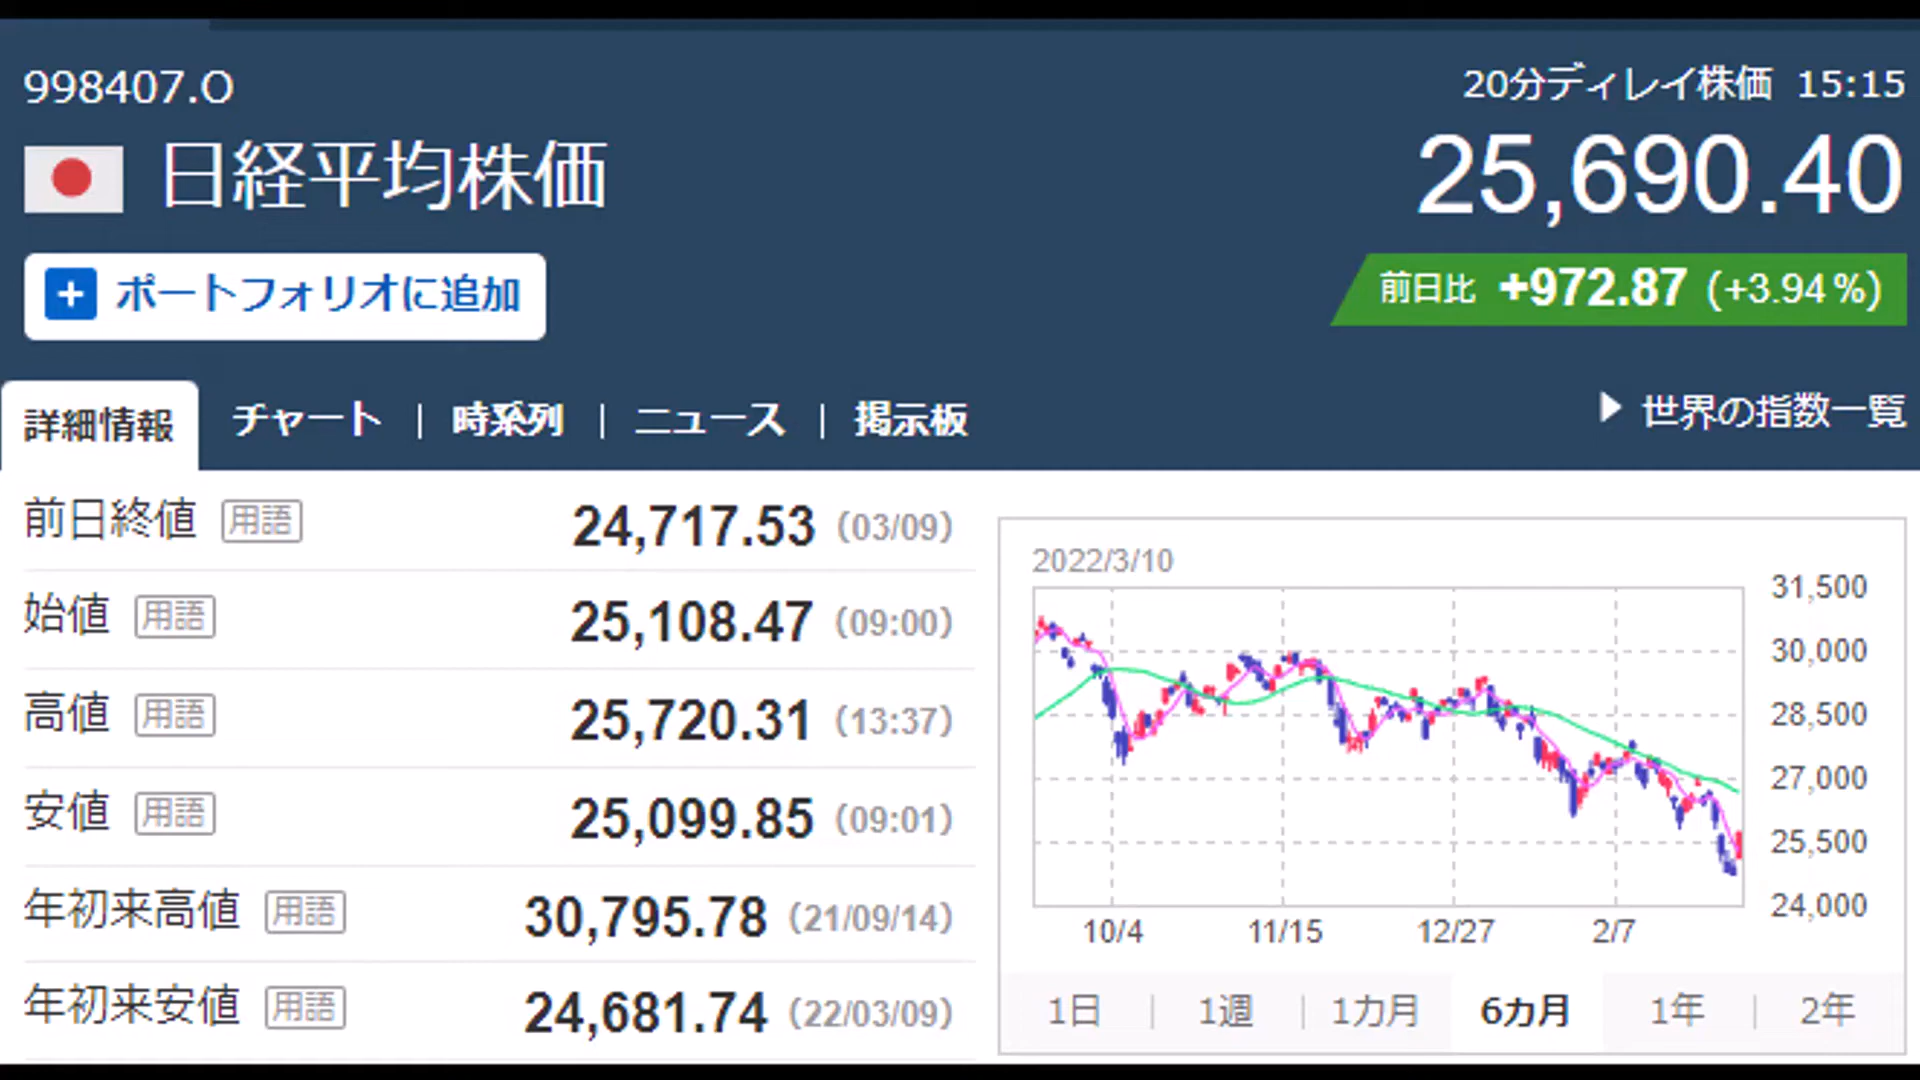 998407.O
20分ディレイ株価 15:15
日経平均株価
25,690.40
+ ポートフォリオに追加
前日比 +972.87 (+3.94%)
詳細情報 チャート | 時系列 | ニュース | 掲示板
世界の指数一覧
前日終値 用語 24,717.53 (03/09)
始値 用語 25,108.47 (09:00)
高値 用語 25,720.31 (13:37)
安値 用語 25,099.85 (09:01)
年初来高値 用語 30,795.78 (21/09/14)
年初来安値 用語 24,681.74 (22/03/09)
2022/3/10
31,500
30,000
28,500
27,000
25,500
24,000
10/4 11/15 12/27 2/7
1日 | 1週 | 1カ月 6カ月 1年 | 2年